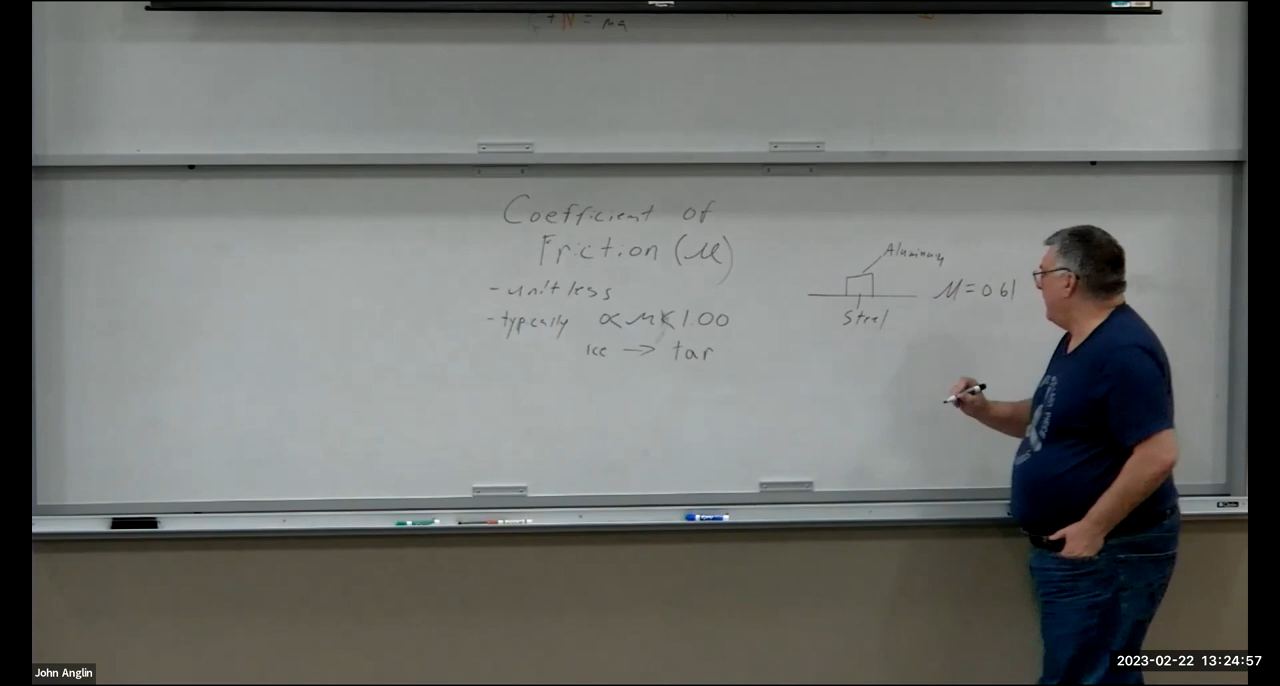 + N = ma
Coefficient of
Friction (μ)
- unitless
- typically 0<μ<1.00
Ice → tar
Aluminum
Steel
μ = 0.61
John Anglin
2023-02-22 13:24:57